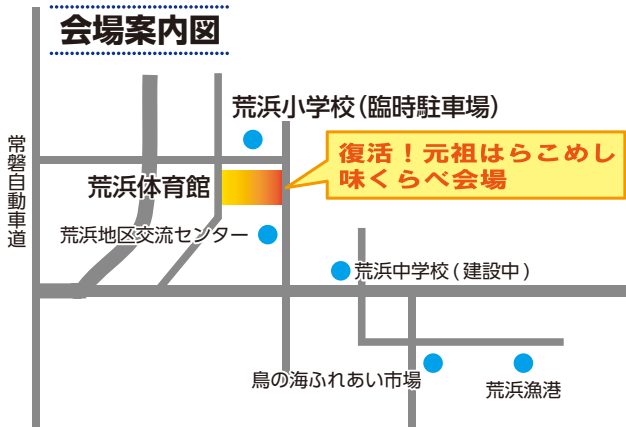 会場案内図
荒浜小学校(臨時駐車場)
常磐自動車道
復活！元祖はらこめし
味くらべ会場
荒浜体育館
荒浜地区交流センター
荒浜中学校(建設中)
鳥の海ふれあい市場
荒浜漁港